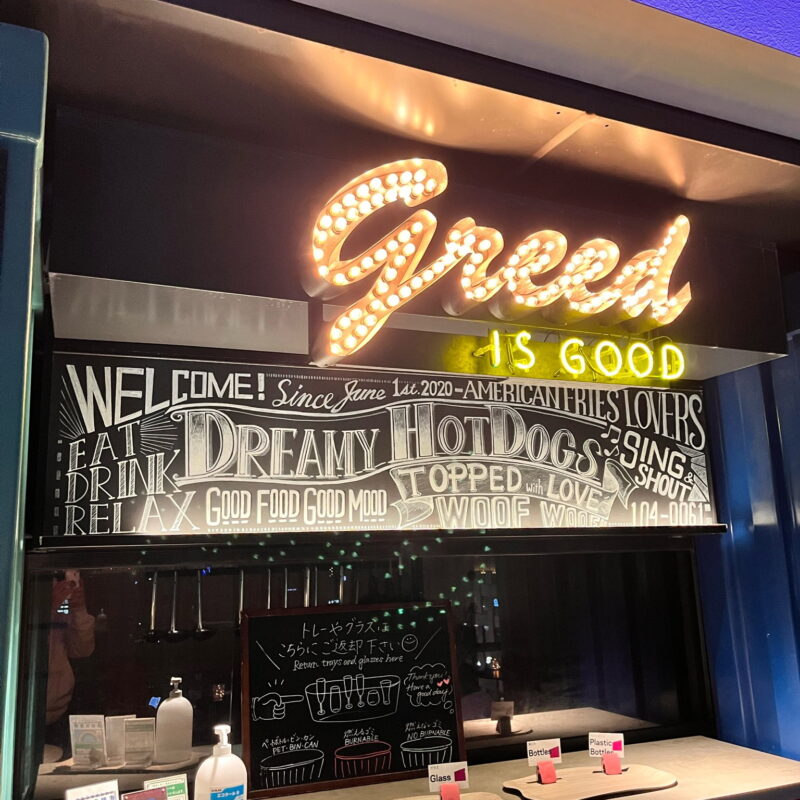 Greed
IS GOOD
WELCOME! Since June 1st. 2020 - AMERICAN FRIES LOVERS
EAT
DRINK
RELAX
DREAMY HOTDOGS
SING &
SHOUT
GOOD FOOD GOOD MOOD
TOPPED with LOVE
WOOF WOOF
104-0061
トレーやグラスは
こちらにご返却下さい
Return trays and glasses here
Thank you!
Have a
good day!
ペットボトル・ビン・カン
PET・BIN・CAN
燃えるゴミ
BURNABLE
燃えないゴミ
NO BURNABLE
Glass
Bottles
Plastic
Bottles